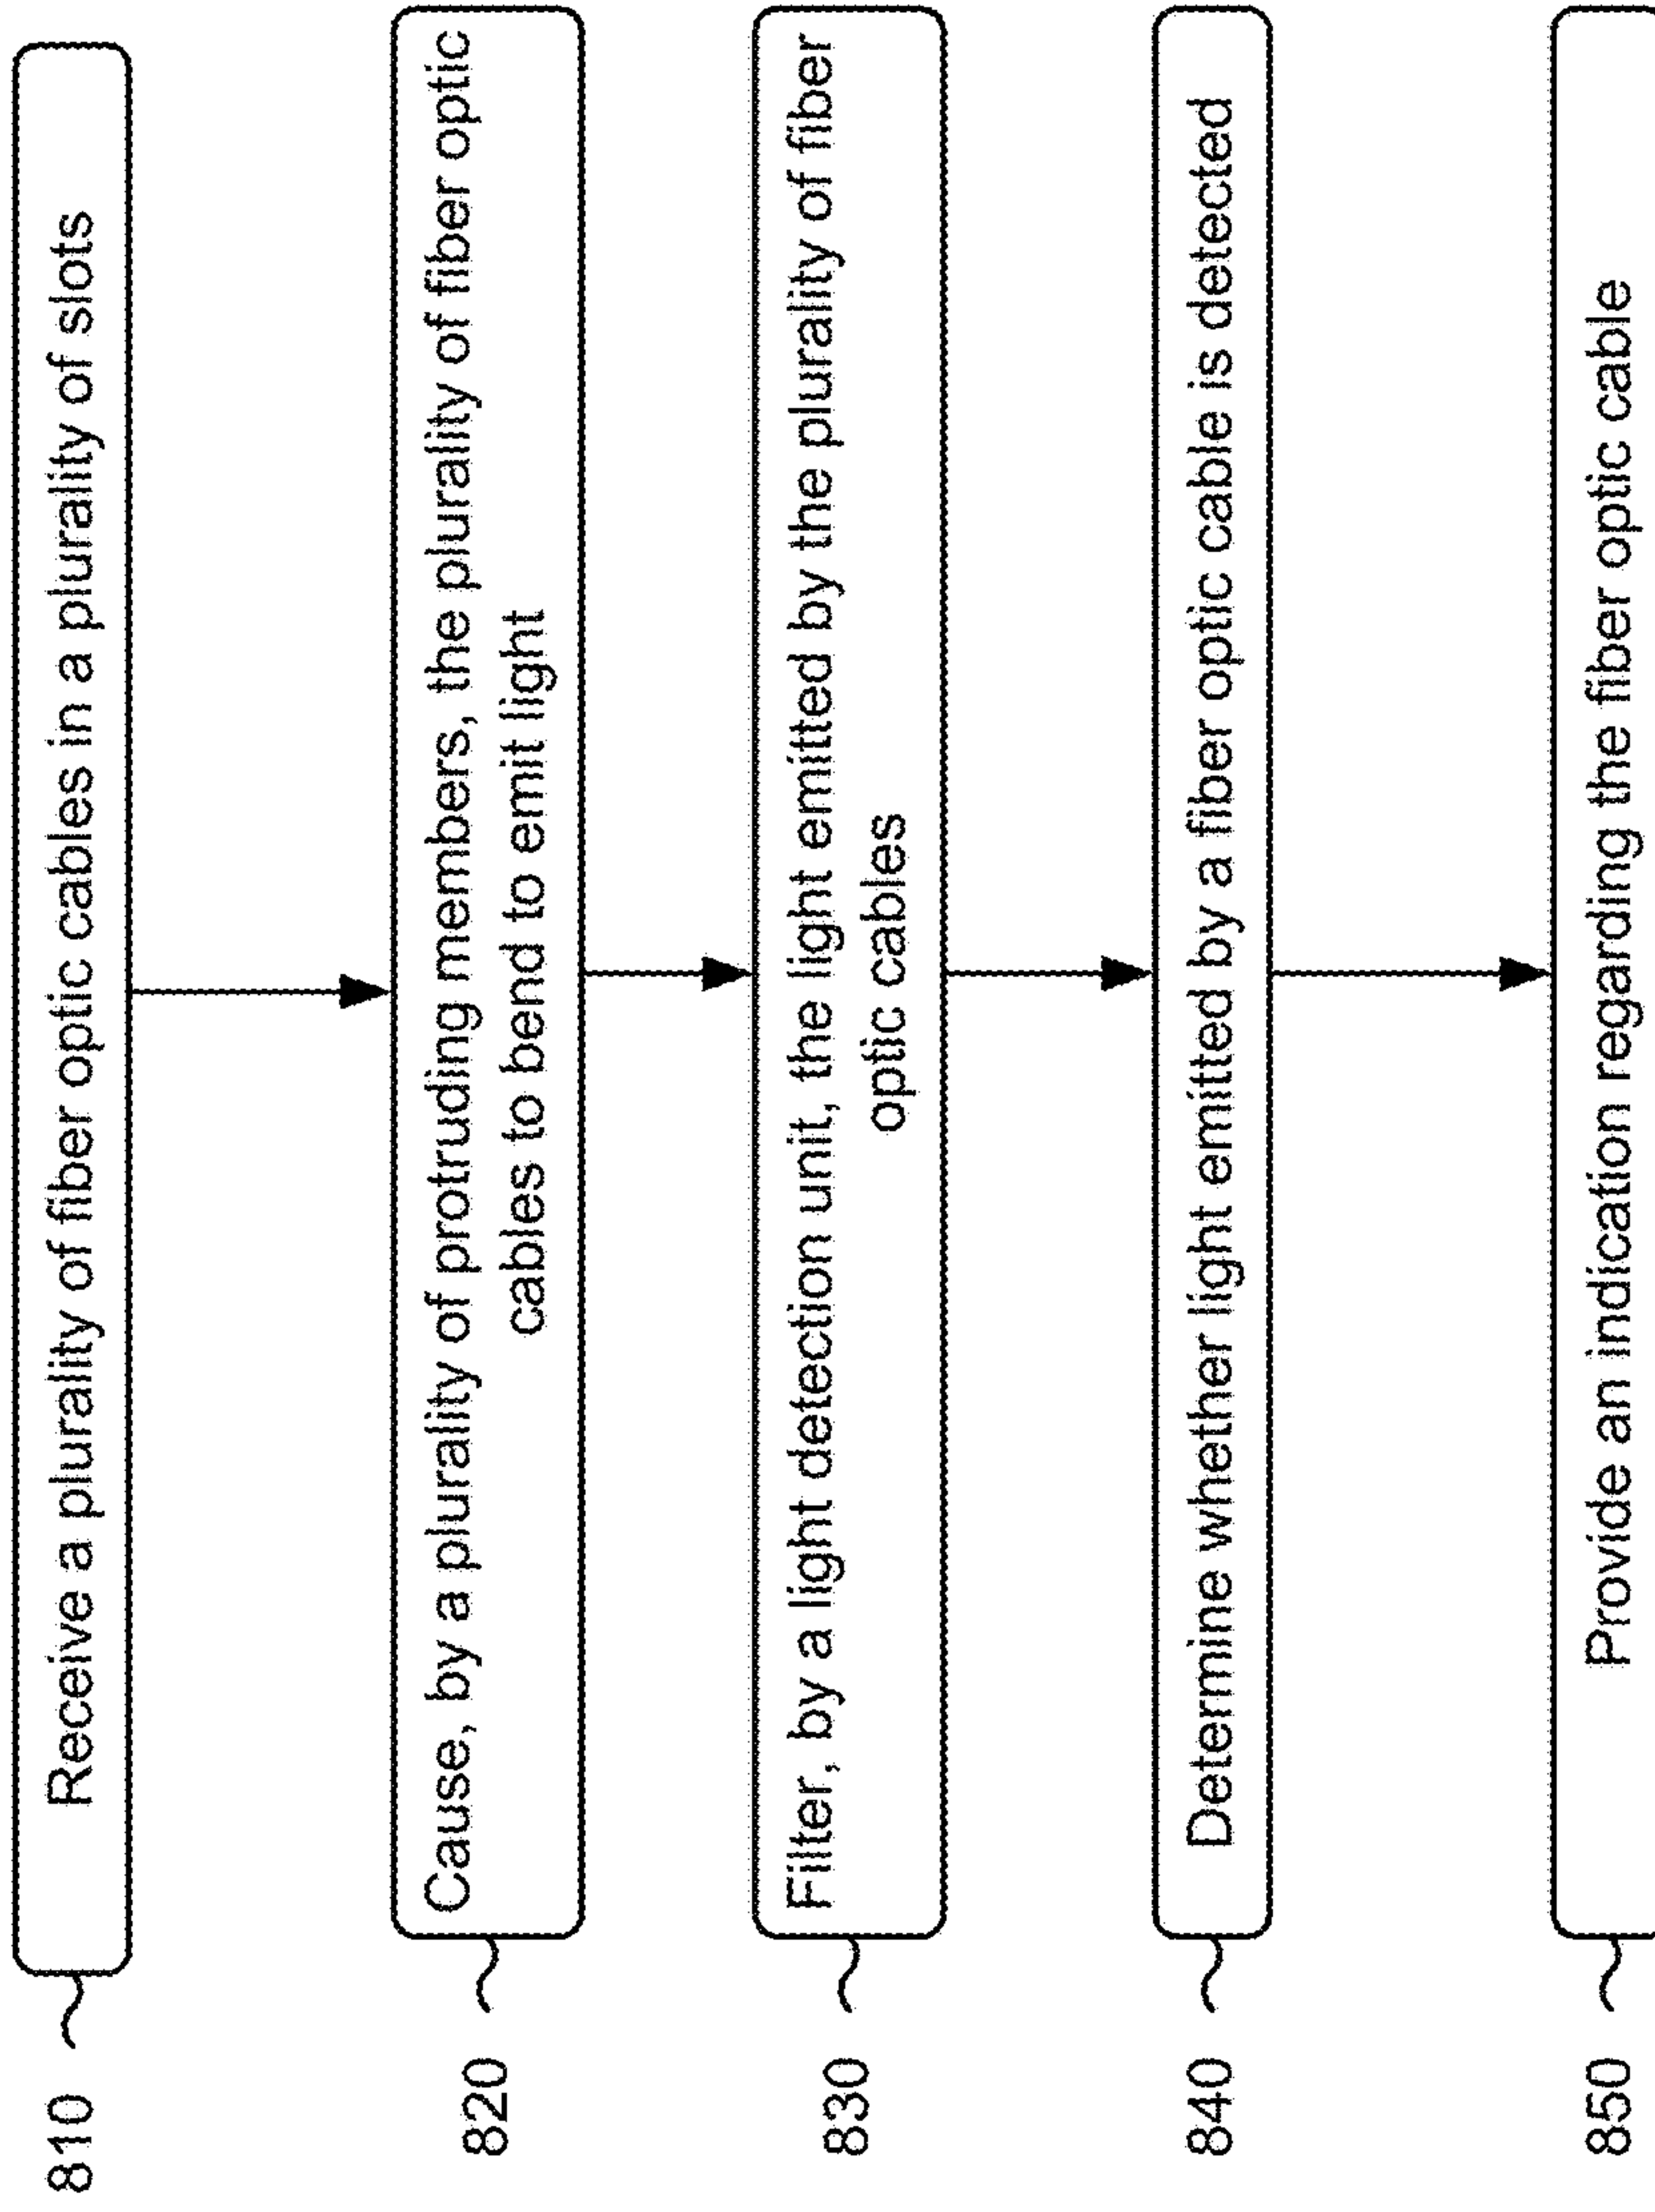 810
Receive a plurality of fiber optic cables in a plurality of slots
820
Cause, by a plurality of protruding members, the plurality of fiber optic
cables to bend to emit light
830
Filter, by a light detection unit, the light emitted by the plurality of fiber
optic cables
840
Determine whether light emitted by a fiber optic cable is detected
850
Provide an indication regarding the fiber optic cable